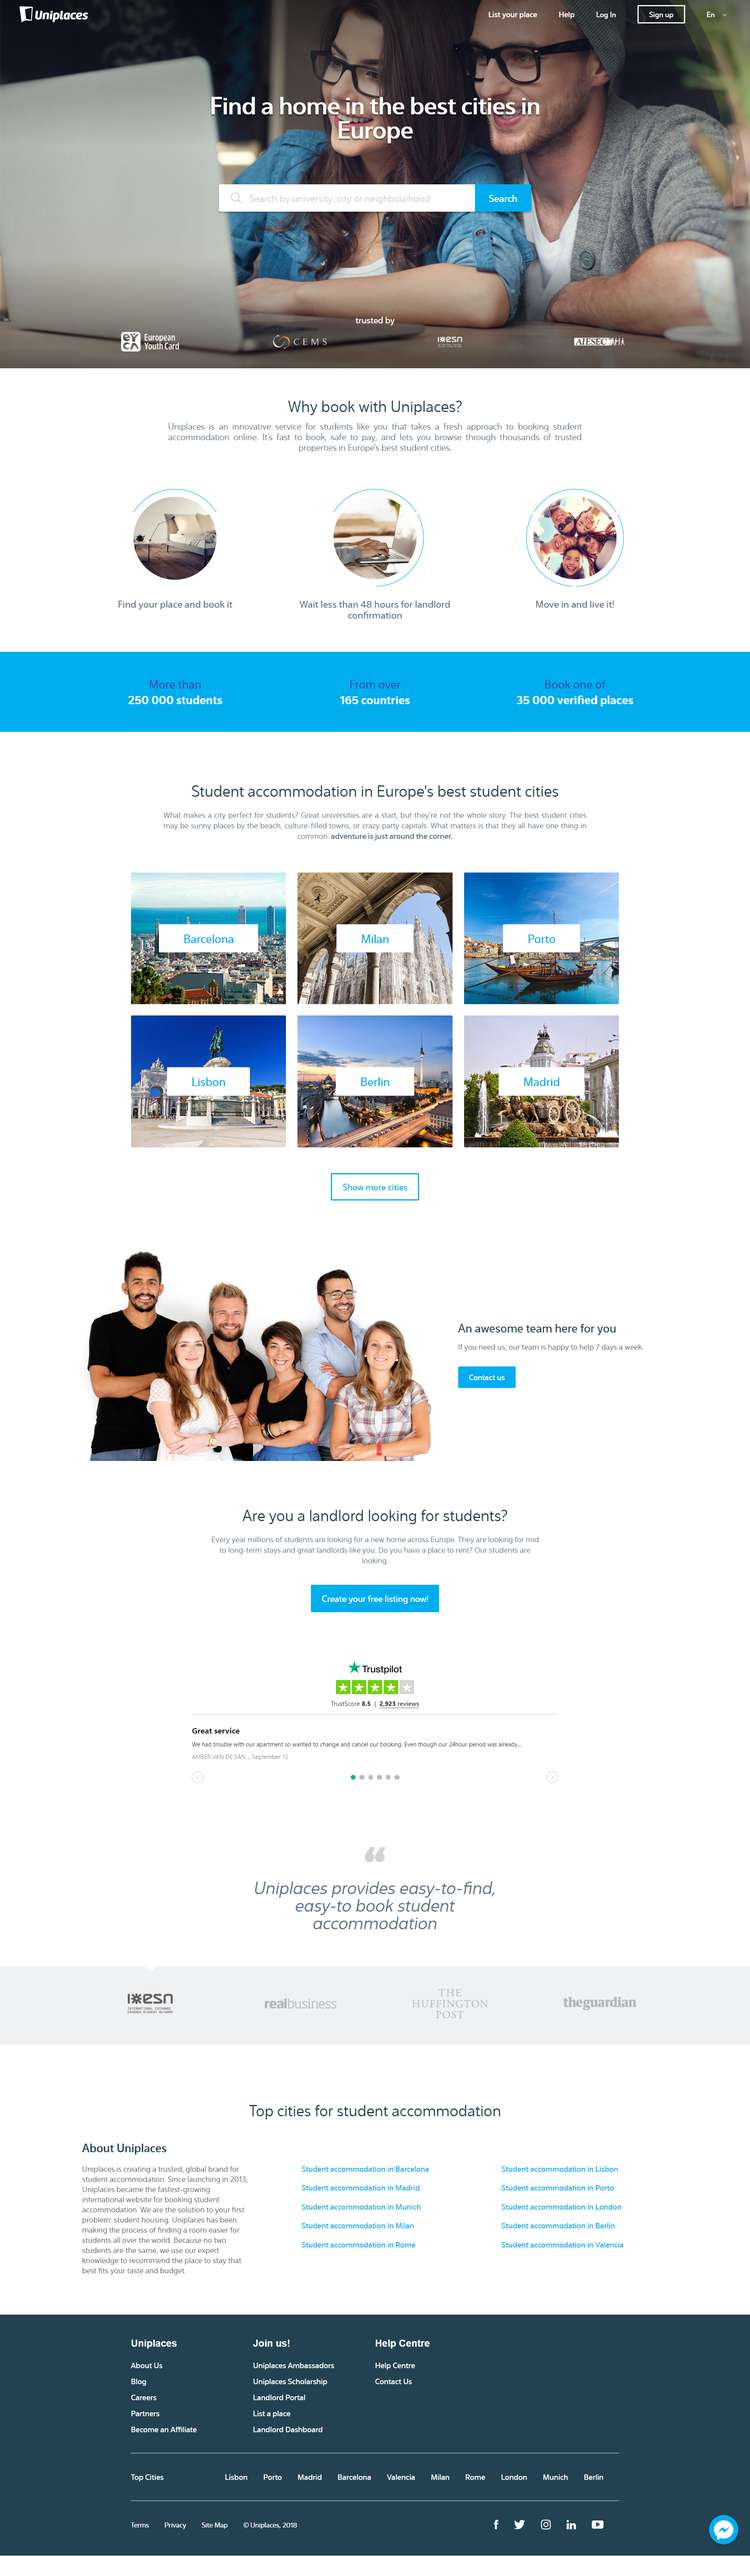 Uniplaces
List your place
Help
Log In
Sign up
En
Find a home in the best cities in
Europe
Search by university, city or neighbourhood
Search
trusted by
EYCA
European
Youth Card
CEMS
esn
AIESEC
Why book with Uniplaces?
Uniplaces is an innovative service for students like you that takes a fresh approach to booking student
accommodation online. It's fast to book, safe to pay, and lets you browse through thousands of trusted
properties in Europe's best student cities.
Find your place and book it
Wait less than 48 hours for landlord
confirmation
Move in and live it!
More than
250 000 students
From over
165 countries
Book one of
35 000 verified places
Student accommodation in Europe's best student cities
What makes a city perfect for students? Great universities are a start, but they're not the whole story. The best student cities
may be sunny places by the beach, culture-filled towns, or crazy party capitals. What matters is that they all have one thing in
common: adventure is just around the corner.
Barcelona
Milan
Porto
Lisbon
Berlin
Madrid
Show more cities
An awesome team here for you
If you need us, our team is happy to help 7 days a week.
Contact us
Are you a landlord looking for students?
Every year millions of students are looking for a new home across Europe. They are looking for mid
to long-term stays and great landlords like you. Do you have a place to rent? Our students are
looking.
Create your free listing now!
Trustpilot
TrustScore 8.5 | 2,923 reviews
Great service
We had trouble with our apartment so wanted to change and cancel our booking. Even though our 24hour period was already...
AMBER VAN DE SAN..., September 12
“
Uniplaces provides easy-to-find,
easy-to book student
accommodation
esn
INTERNATIONAL EXCHANGE
ERASMUS STUDENT NETWORK
realbusiness
THE
HUFFINGTON
POST
theguardian
Top cities for student accommodation
About Uniplaces
Uniplaces is creating a trusted, global brand for
student accommodation. Since launching in 2013,
Uniplaces became the fastest-growing
international website for booking student
accommodation. We are the solution to your first
problem: student housing. Uniplaces has been
making the process of finding a room easier for
students all over the world. Because no two
students are the same, we use our expert
knowledge to recommend the place to stay that
best fits your taste and budget.
Student accommodation in Barcelona
Student accommodation in Madrid
Student accommodation in Munich
Student accommodation in Milan
Student accommodation in Rome
Student accommodation in Lisbon
Student accommodation in Porto
Student accommodation in London
Student accommodation in Berlin
Student accommodation in Valencia
Uniplaces
About Us
Blog
Careers
Partners
Become an Affiliate
Join us!
Uniplaces Ambassadors
Uniplaces Scholarship
Landlord Portal
List a place
Landlord Dashboard
Help Centre
Help Centre
Contact Us
Top Cities
Lisbon
Porto
Madrid
Barcelona
Valencia
Milan
Rome
London
Munich
Berlin
Terms
Privacy
Site Map
© Uniplaces, 2018